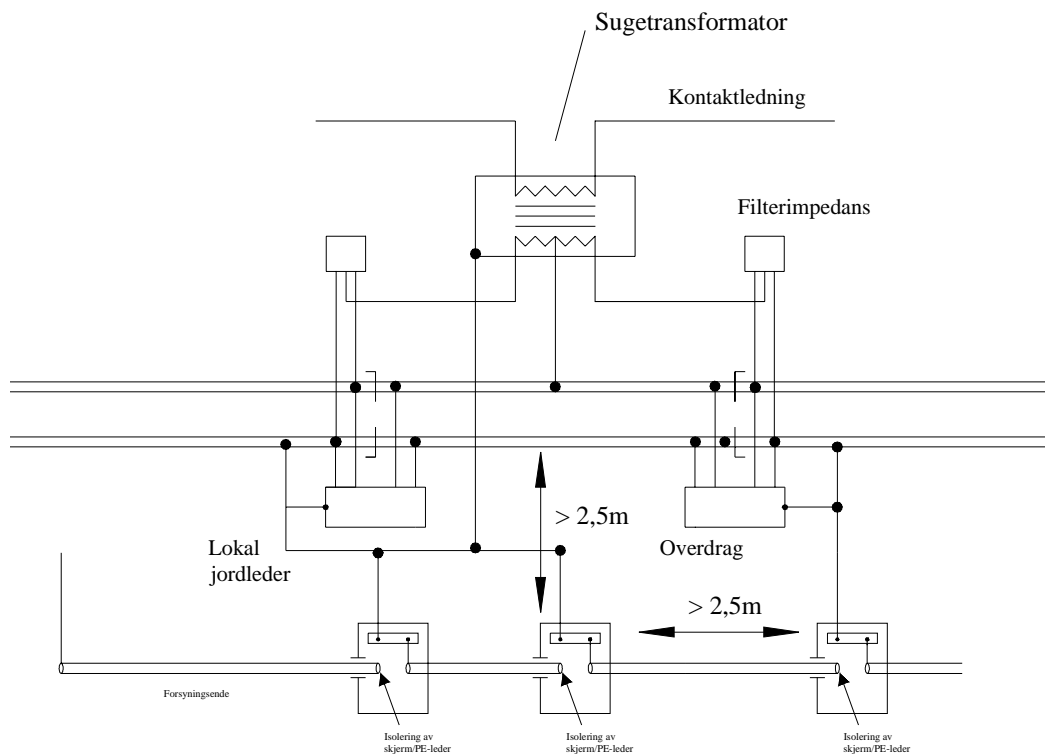 Sugetransformator
Kontaktledning
Filterimpedans
> 2,5m
Lokal
jordleder
Overdrag
> 2,5m
Forsyningsende
Isolering av
skjerm/PE-leder
Isolering av
skjerm/PE-leder
Isolering av
skjerm/PE-leder